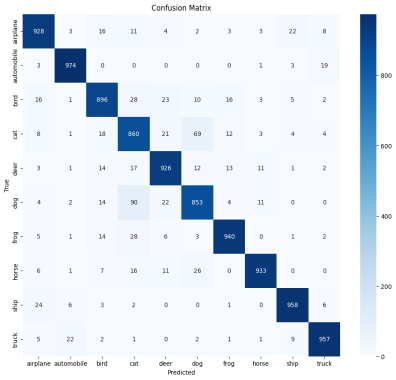 Confusion Matrix
airplane 928 3 16 11 4 2 3 3 22 8
automobile 3 974 0 0 0 0 0 1 3 19
bird 16 1 896 28 23 10 16 3 5 2
cat 8 1 18 860 21 69 12 3 4 4
deer 3 1 14 17 926 12 13 11 1 2
dog 4 2 14 90 22 853 4 11 0 0
frog 5 1 14 28 6 3 940 0 1 2
horse 6 1 7 16 11 26 0 933 0 0
ship 24 6 3 2 0 0 1 0 958 6
truck 5 22 2 1 0 2 1 1 9 957
airplane automobile bird cat deer dog frog horse ship truck
Predicted
True
800
600
400
200
0